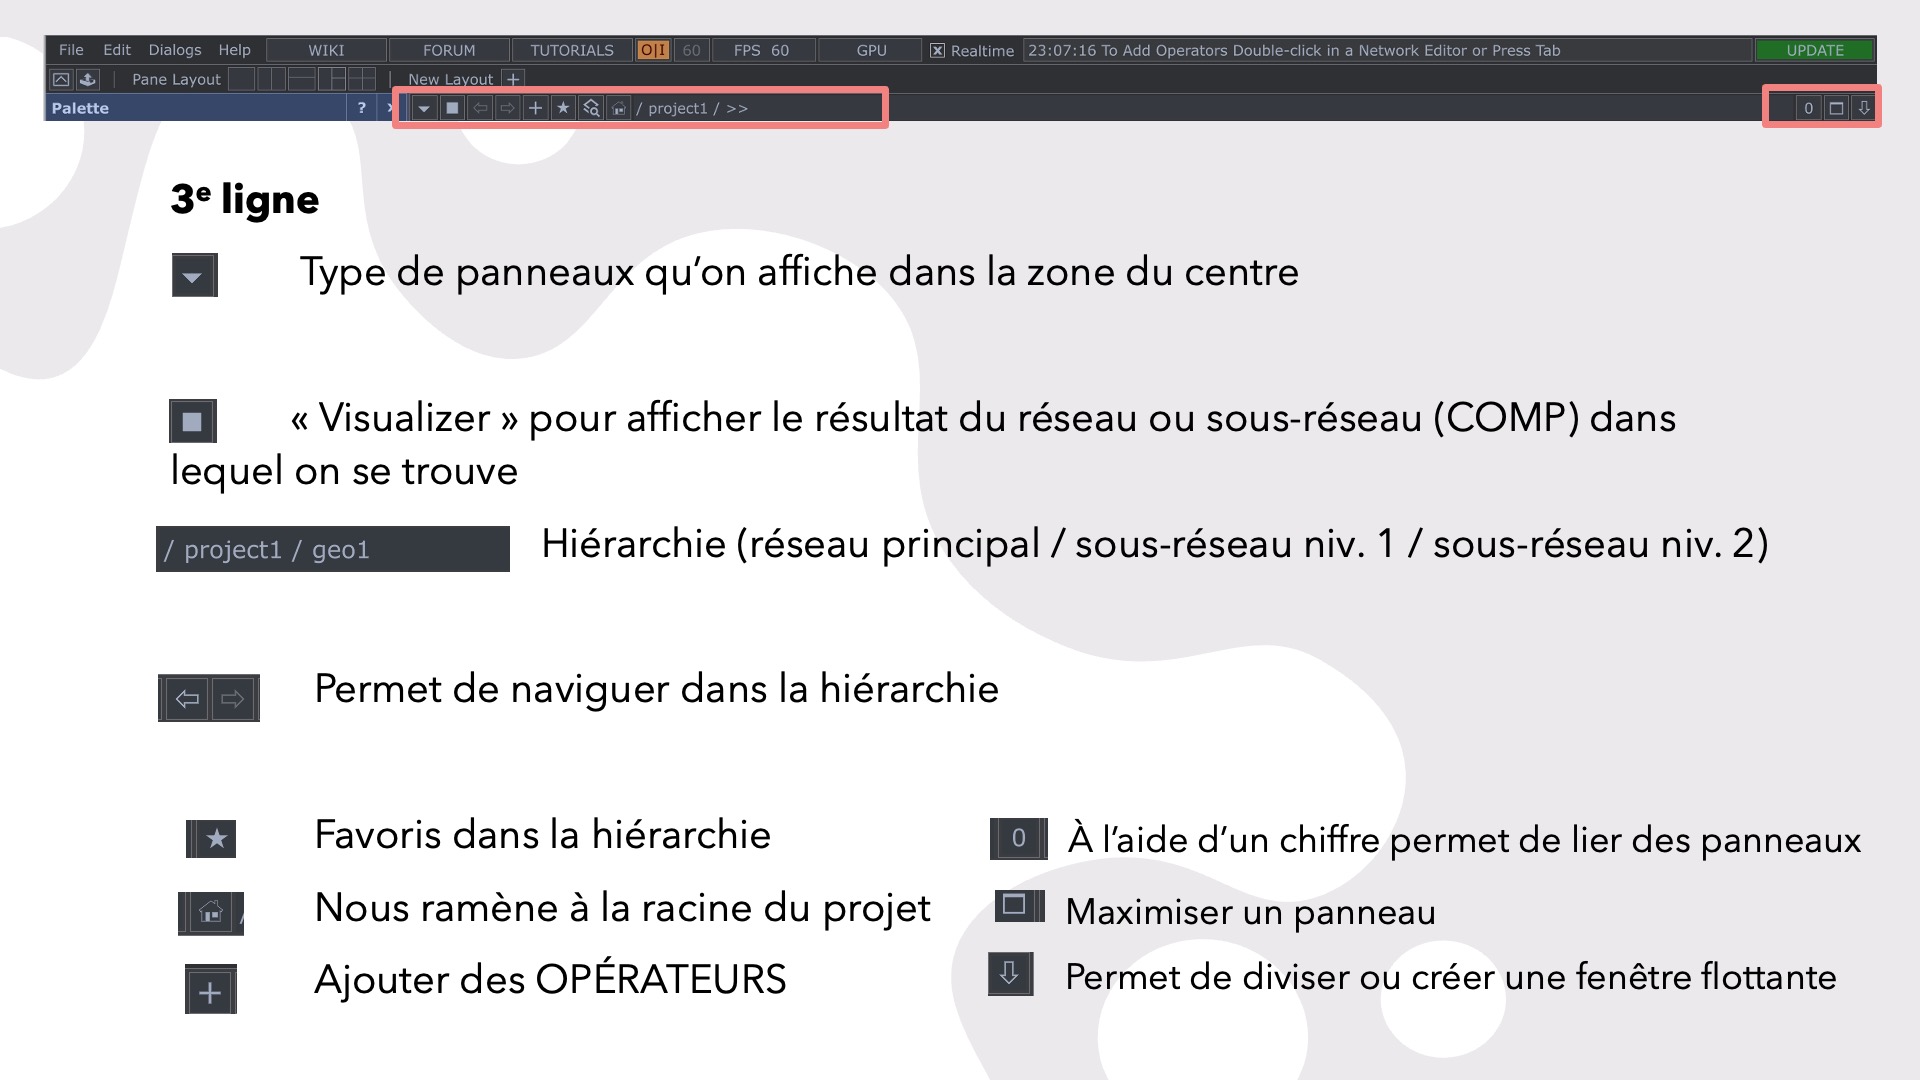 File Edit Dialogs Help WIKI FORUM TUTORIALS O|I 60 FPS 60 GPU Realtime 23:07:16 To Add Operators Double-click in a Network Editor or Press Tab UPDATE
Pane Layout New Layout +
Palette ? / project1 / >> 0
3e ligne
Type de panneaux qu’on affiche dans la zone du centre
« Visualizer » pour afficher le résultat du réseau ou sous-réseau (COMP) dans
lequel on se trouve
/ project1 / geo1 Hiérarchie (réseau principal / sous-réseau niv. 1 / sous-réseau niv. 2)
Permet de naviguer dans la hiérarchie
Favoris dans la hiérarchie
Nous ramène à la racine du projet
Ajouter des OPÉRATEURS
0 À l’aide d’un chiffre permet de lier des panneaux
Maximiser un panneau
Permet de diviser ou créer une fenêtre flottante